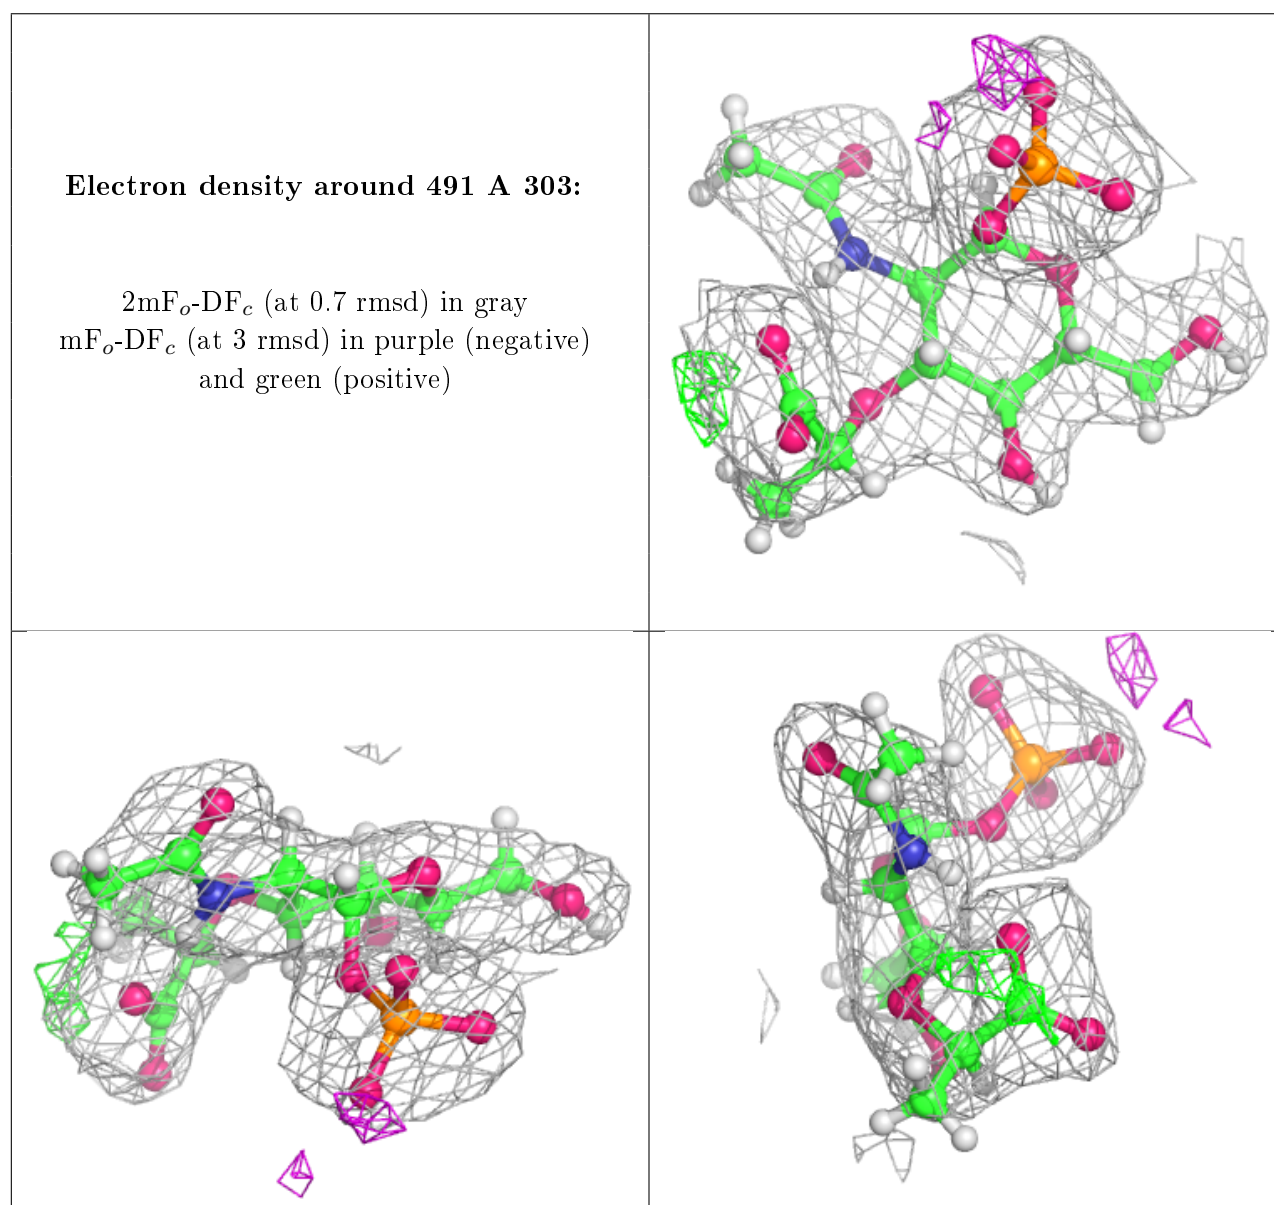 Electron density around 491 A 303:
2mFₒ-DF𝒸 (at 0.7 rmsd) in gray
mFₒ-DF𝒸 (at 3 rmsd) in purple (negative)
and green (positive)